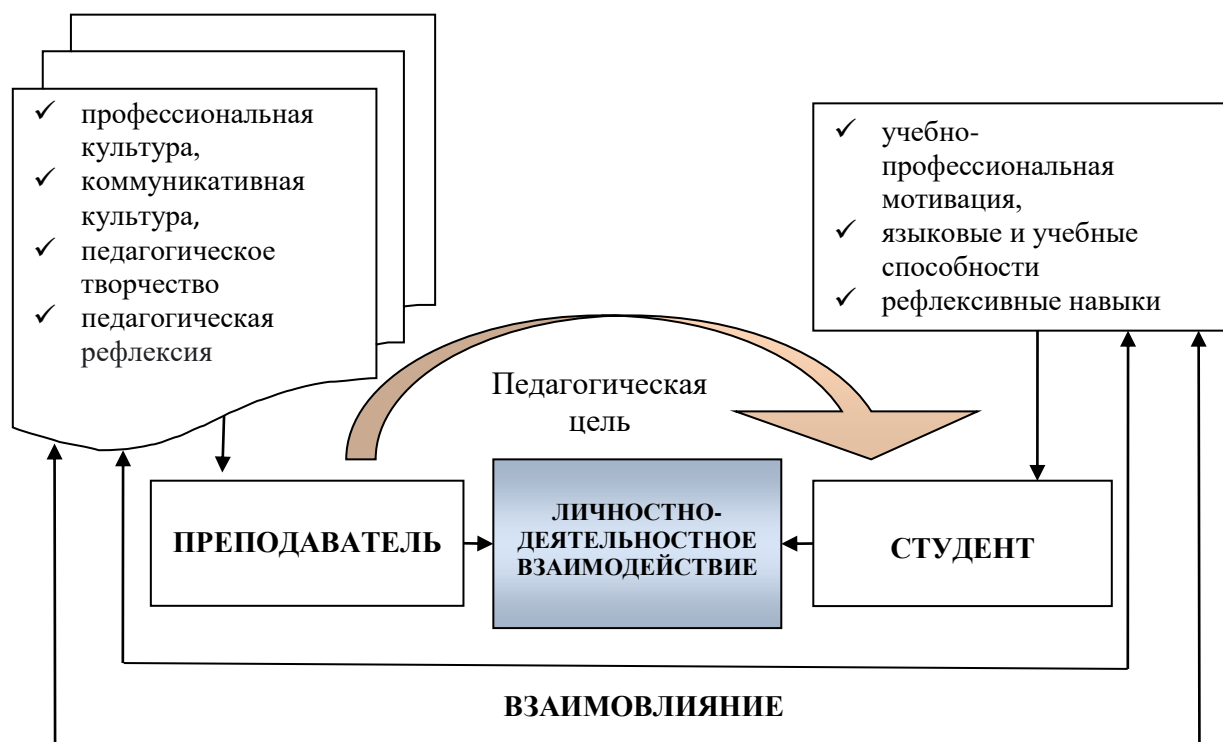 ✓ профессиональная
культура,
✓ коммуникативная
культура,
✓ педагогическое
творчество
✓ педагогическая
рефлексия
✓ учебно-
профессиональная
мотивация,
✓ языковые и учебные
способности
✓ рефлексивные навыки
Педагогическая
цель
ПРЕПОДАВАТЕЛЬ
ЛИЧНОСТНО-
ДЕЯТЕЛЬНОСТНОЕ
ВЗАИМОДЕЙСТВИЕ
СТУДЕНТ
ВЗАИМОВЛИЯНИЕ